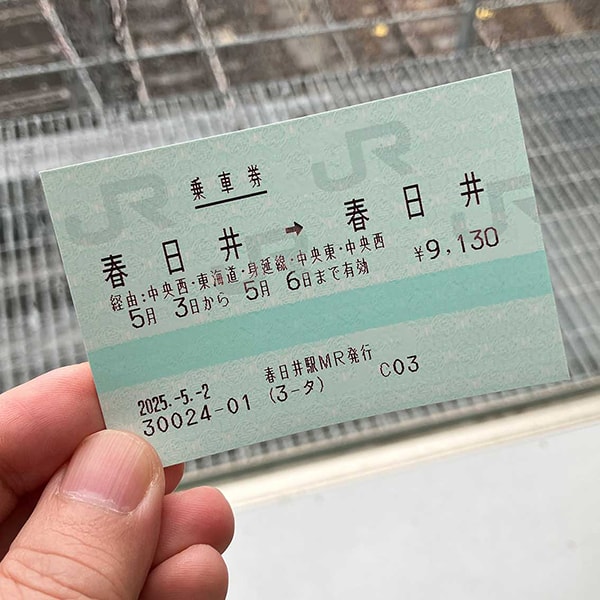 乗車券
春日井 → 春日井
経由:中央西・東海道・身延線・中央東・中央西
5月 3日から 5月 6日まで有効 ¥9,130
2025.-5.-2 春日井駅MR発行
30024-01 (3-タ) C03
JR JR JR